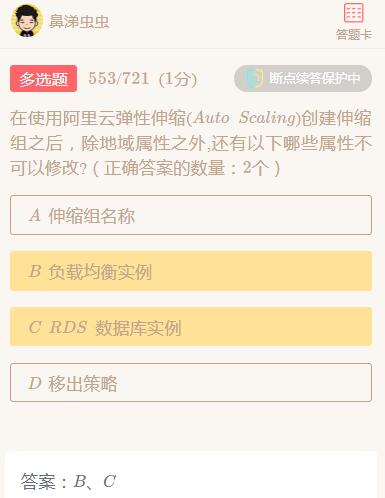 鼻涕虫虫
答题卡
多选题 553/721 (1分) 断点续答保护中
在使用阿里云弹性伸缩(Auto Scaling)创建伸缩
组之后，除地域属性之外,还有以下哪些属性不
可以修改?（正确答案的数量：2个）
A 伸缩组名称
B 负载均衡实例
C RDS 数据库实例
D 移出策略
答案：B、C